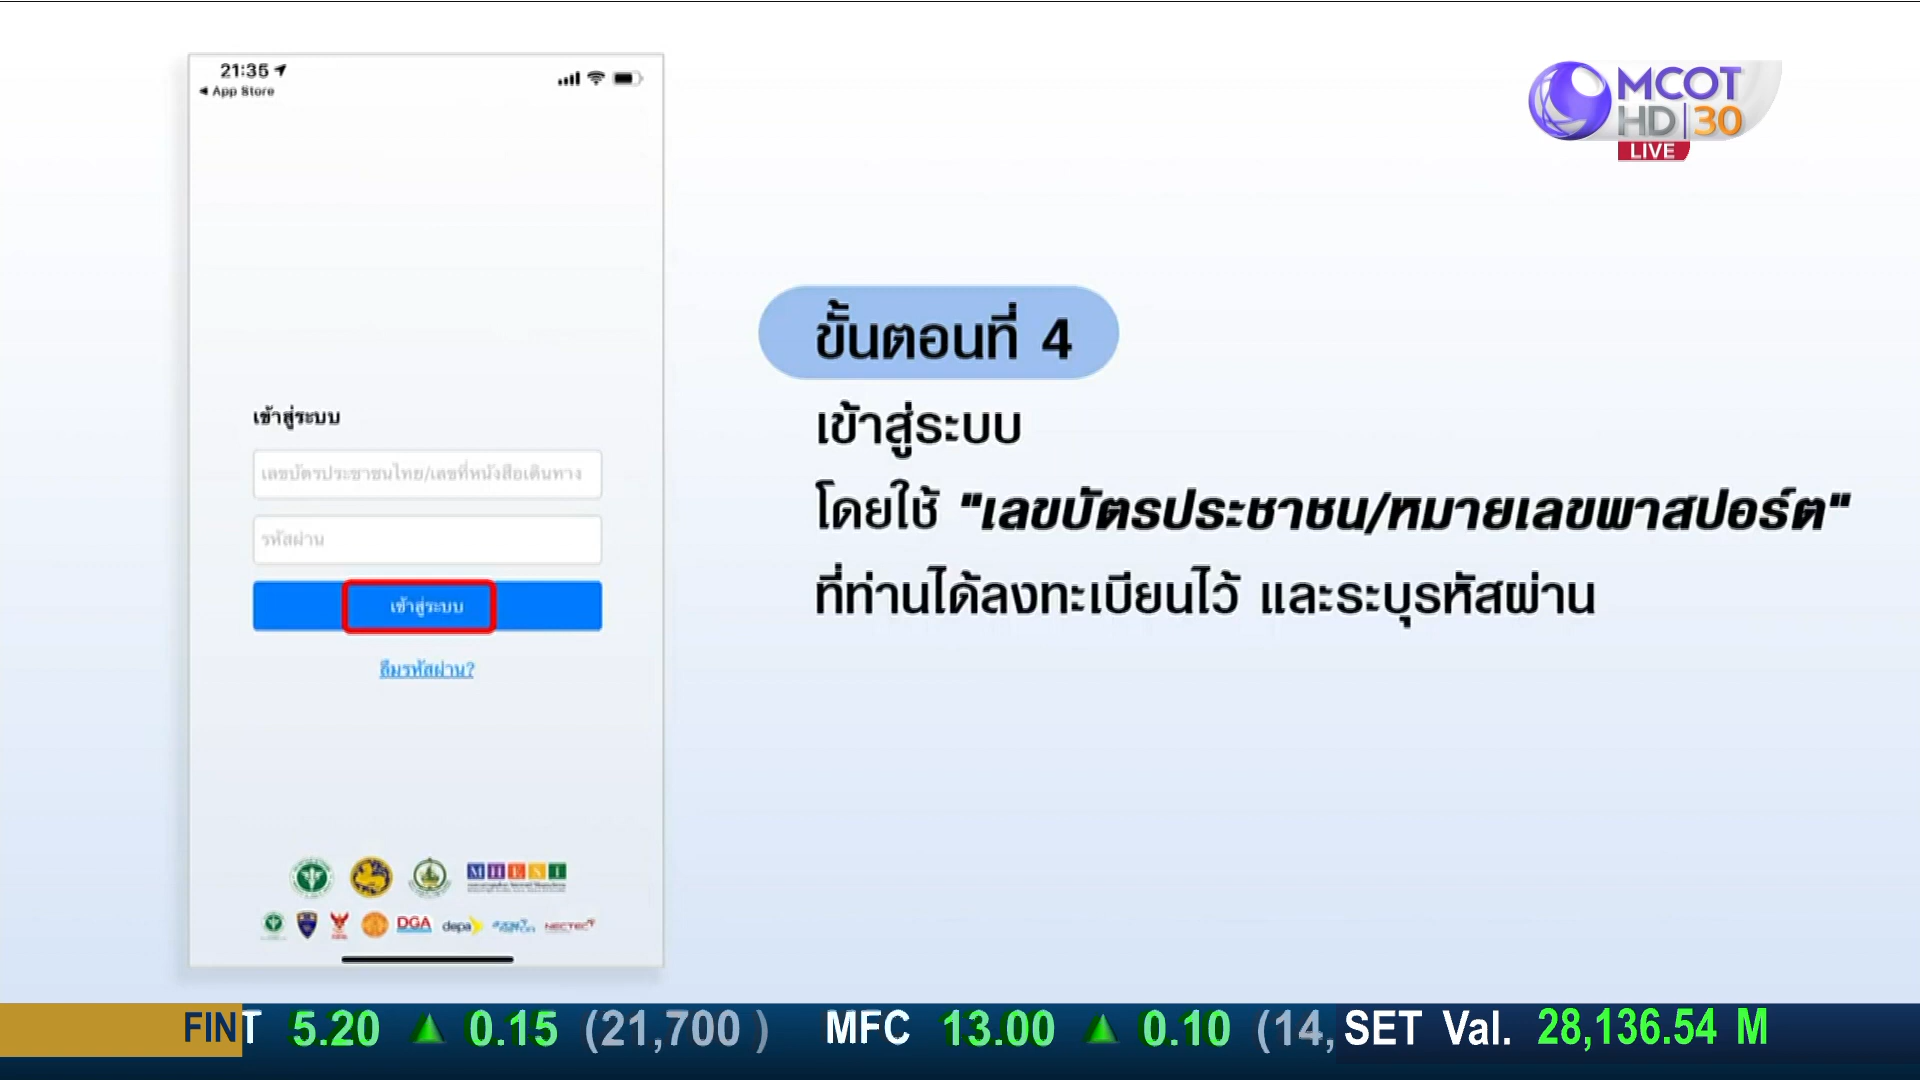 21:35
App Store
MCOT
HD 30
LIVE
ขั้นตอนที่ 4
เข้าสู่ระบบ
โดยใช้ "เลขบัตรประชาชน/หมายเลขพาสปอร์ต"
ที่ท่านได้ลงทะเบียนไว้ และระบุรหัสผ่าน
เข้าสู่ระบบ
เลขบัตรประชาชนไทย/เลขที่หนังสือเดินทาง
รหัสผ่าน
เข้าสู่ระบบ
ลืมรหัสผ่าน?
MHESI
DGA depa NECTEC
FINT 5.20 ▲ 0.15 (21,700 ) MFC 13.00 ▲ 0.10 (14, SET Val. 28,136.54 M